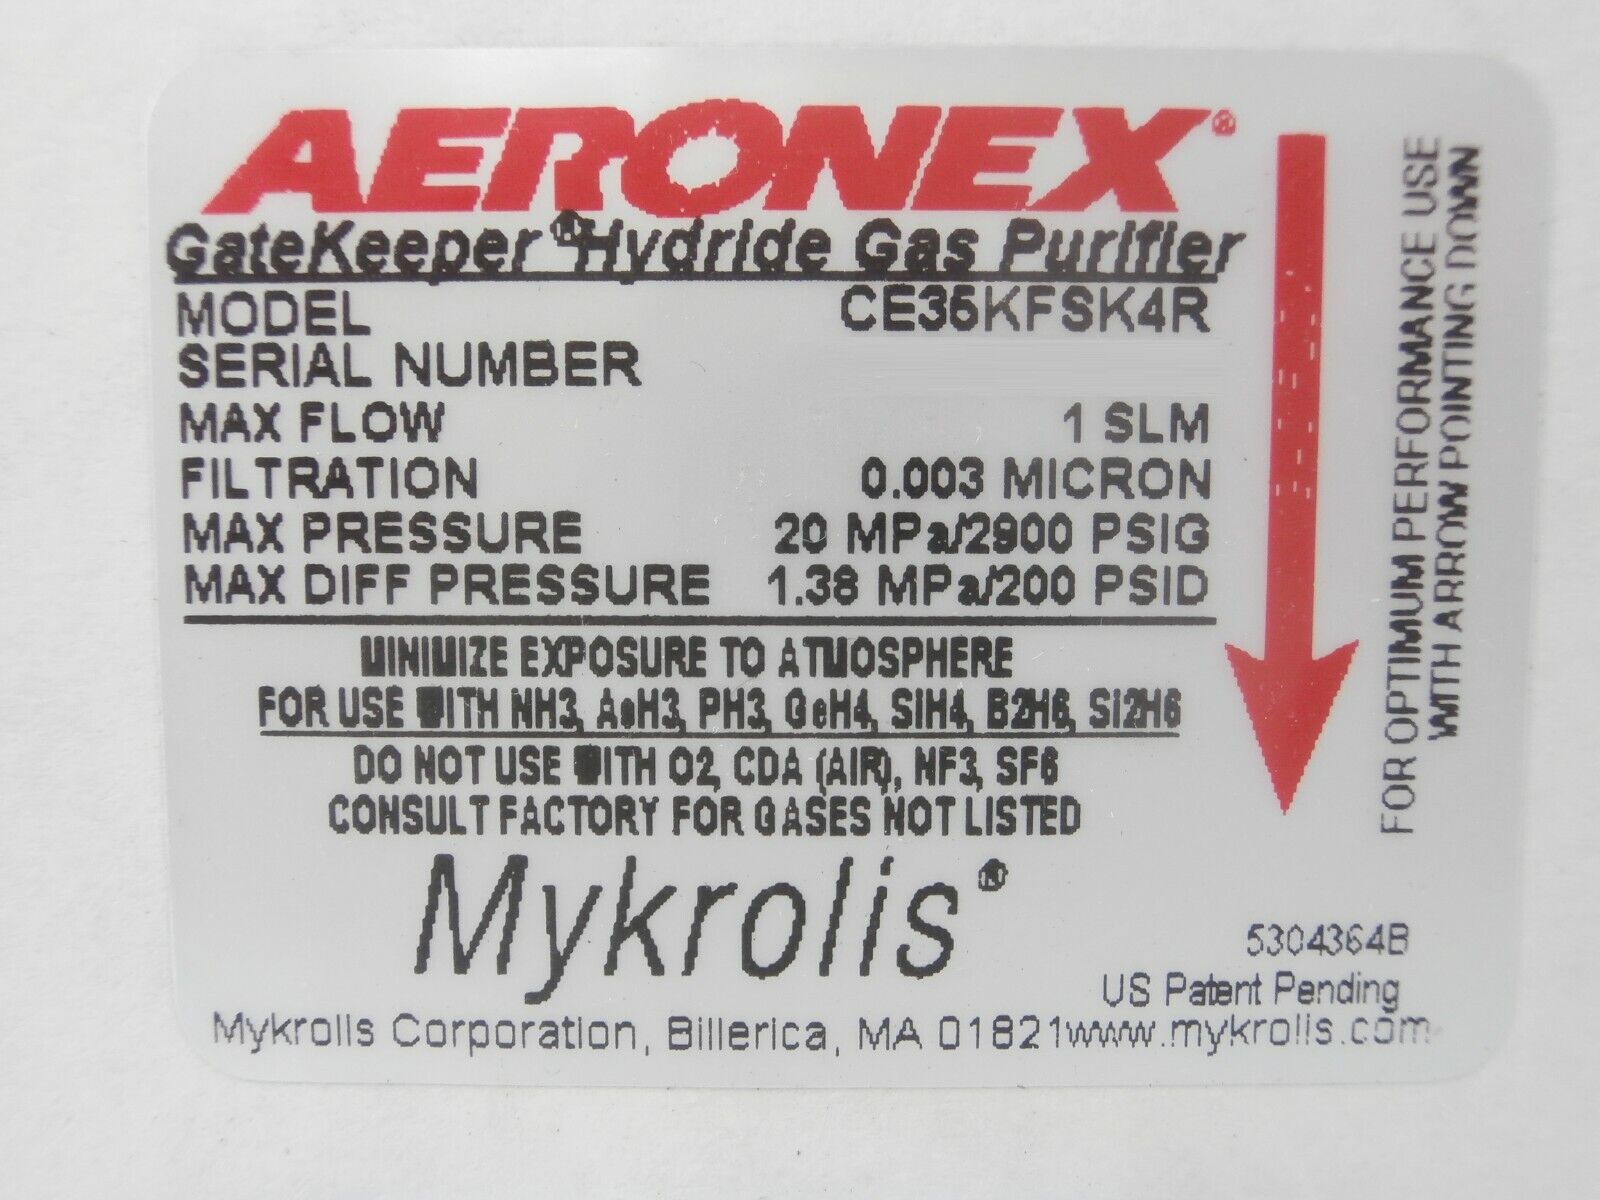 AERONEX®
GateKeeper® Hydride Gas Purifier
MODEL CE35KFSK4R
SERIAL NUMBER
MAX FLOW 1 SLM
FILTRATION 0.003 MICRON
MAX PRESSURE 20 MPa/2900 PSIG
MAX DIFF PRESSURE 1.38 MPa/200 PSID
MINIMIZE EXPOSURE TO ATMOSPHERE
FOR USE WITH NH3, AsH3, PH3, GeH4, SiH4, B2H6, Si2H6
DO NOT USE WITH O2, CDA (AIR), NF3, SF6
CONSULT FACTORY FOR GASES NOT LISTED
Mykrolis®
5304364B
US Patent Pending
Mykrolis Corporation, Billerica, MA 01821 www.mykrolis.com
FOR OPTIMUM PERFORMANCE USE
WITH ARROW POINTING DOWN